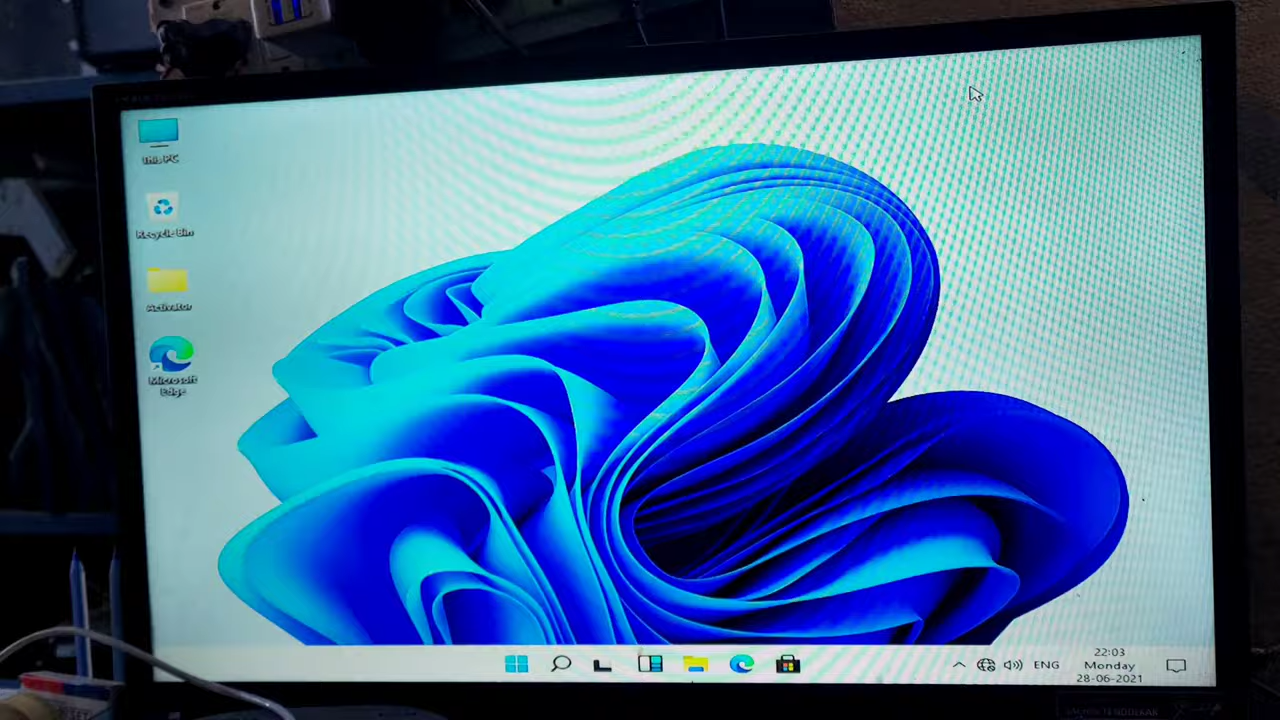 This PC
Recycle Bin
Activator
Microsoft
Edge
ENG
22:03
Monday
28-06-2021